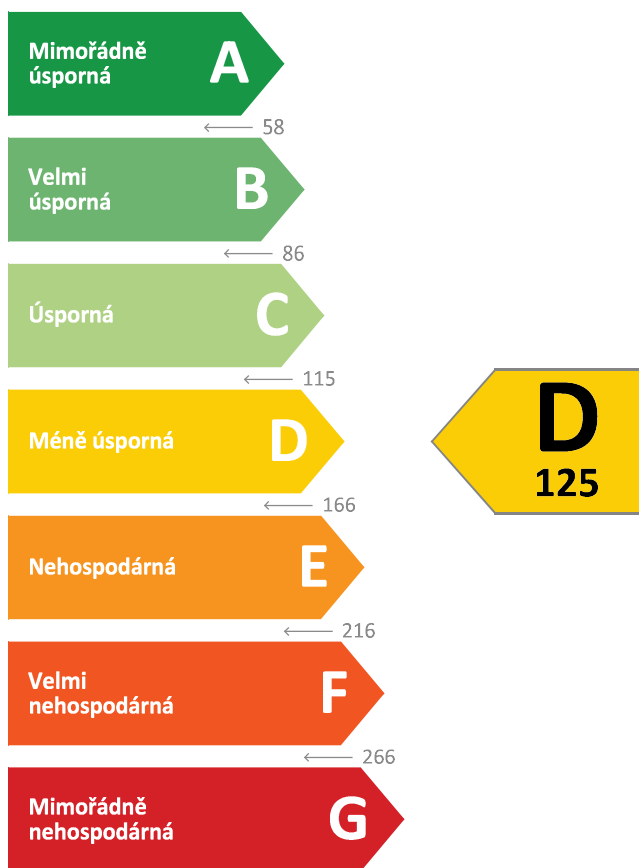 Mimořádně
úsporná
A
58
Velmi
úsporná
B
86
Úsporná
C
115
Méně úsporná
D
166
D
125
Nehospodárná
E
216
Velmi
nehospodárná
F
266
Mimořádně
nehospodárná
G